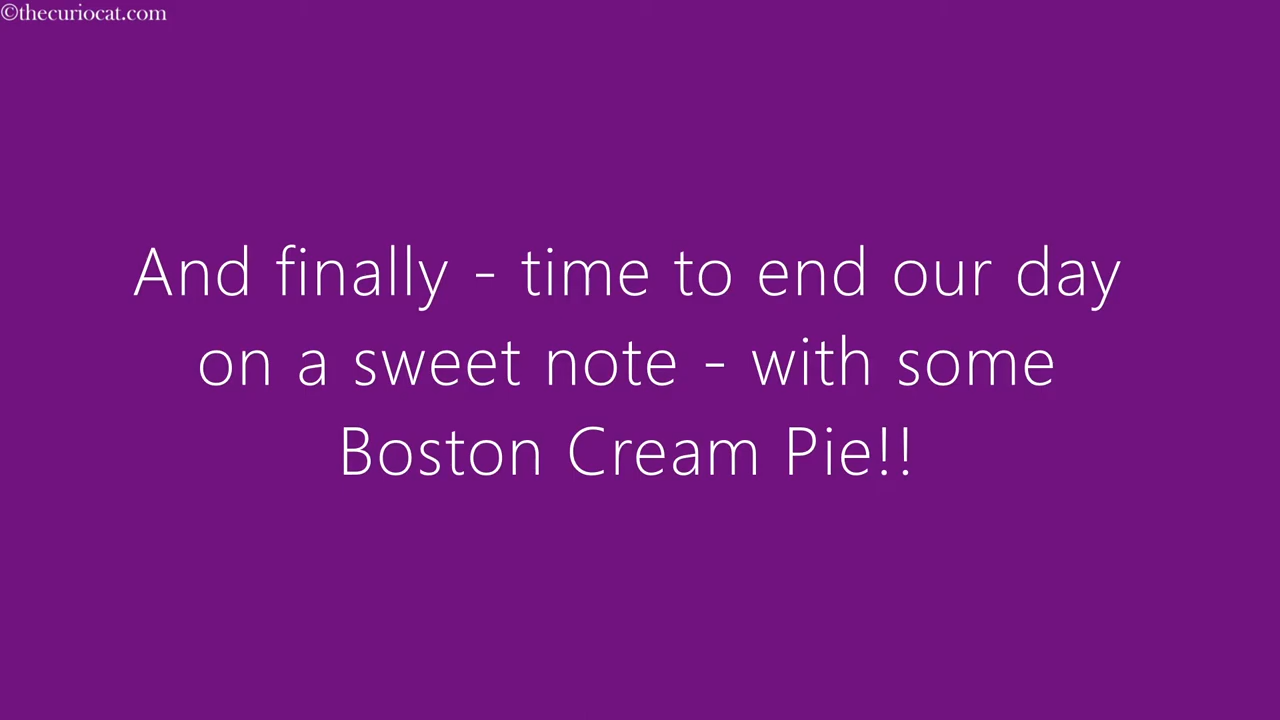 ©thecuriocat.com
And finally - time to end our day
on a sweet note - with some
Boston Cream Pie!!